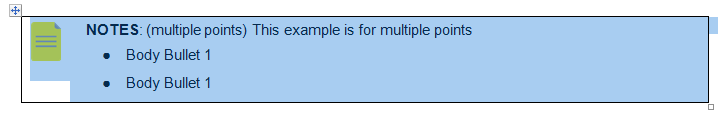 NOTES: (multiple points) This example is for multiple points
● Body Bullet 1
● Body Bullet 1